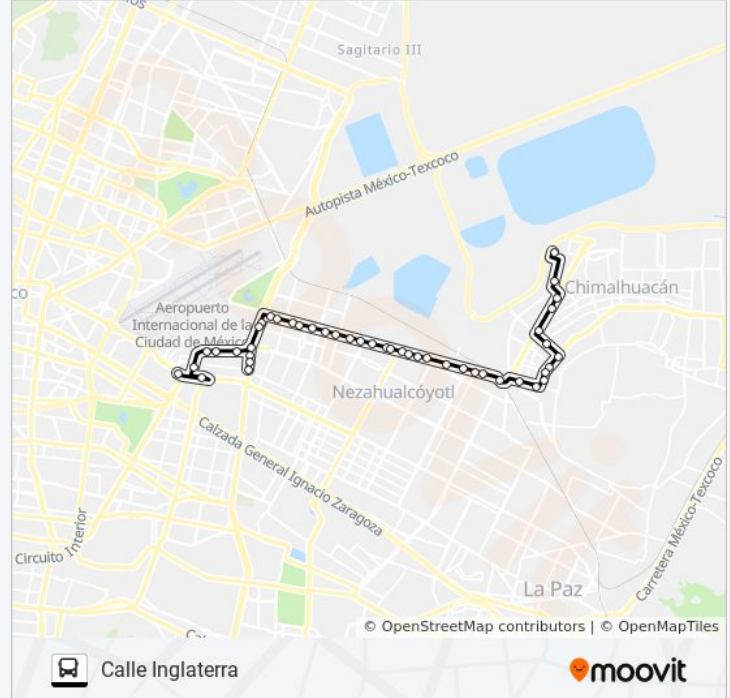 Sagitario III
Autopista México-Texcoco
Chimalhuacán
CO
Aeropuerto
Internacional de la
Ciudad de México
Nezahualcóyotl
Calzada General Ignacio Zaragoza
Carretera México-Texcoco
Circuito Interior
La Paz
© OpenStreetMap contributors | © OpenMapTiles
Calle Inglaterra
moovit